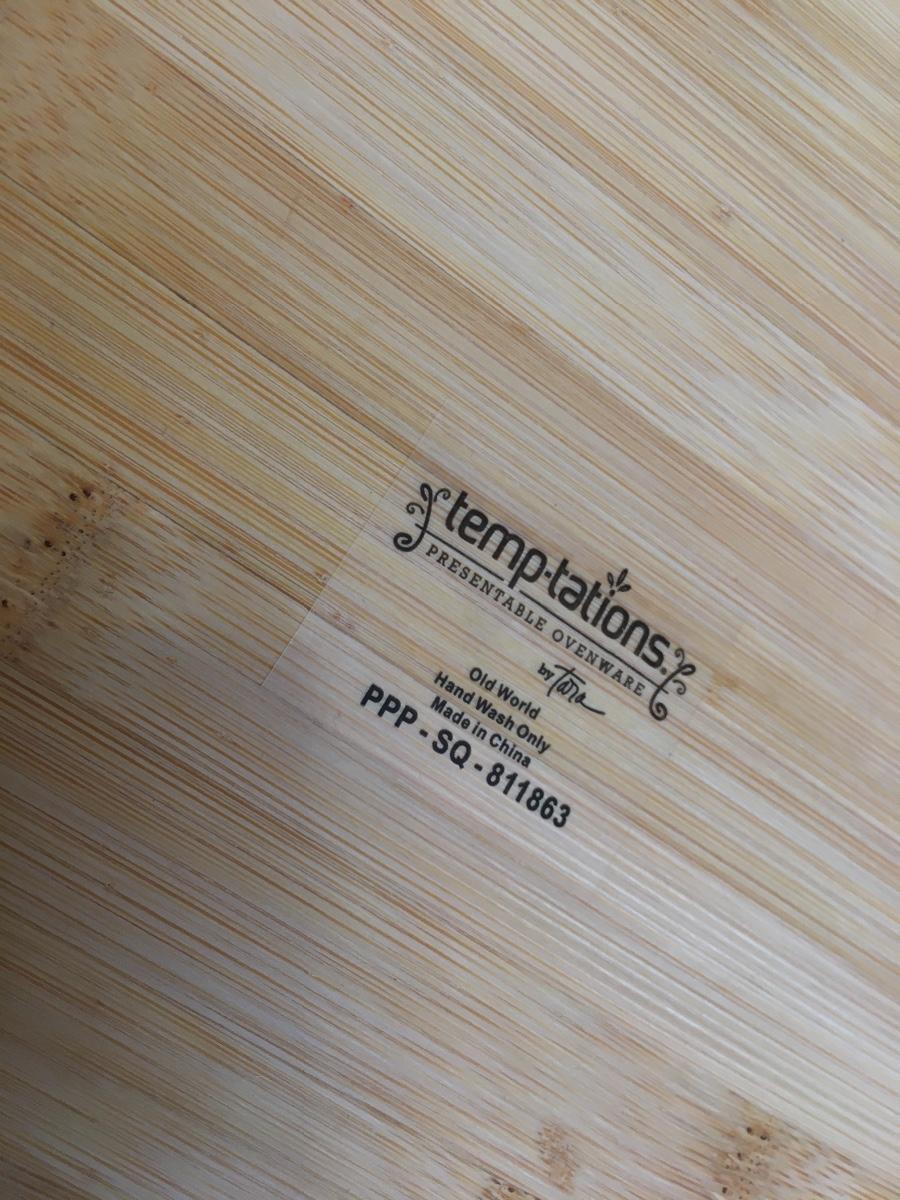 temp-tations.
PRESENTABLE OVENWARE
by Tara
Old World
Hand Wash Only
Made in China
PPP - SQ - 811863